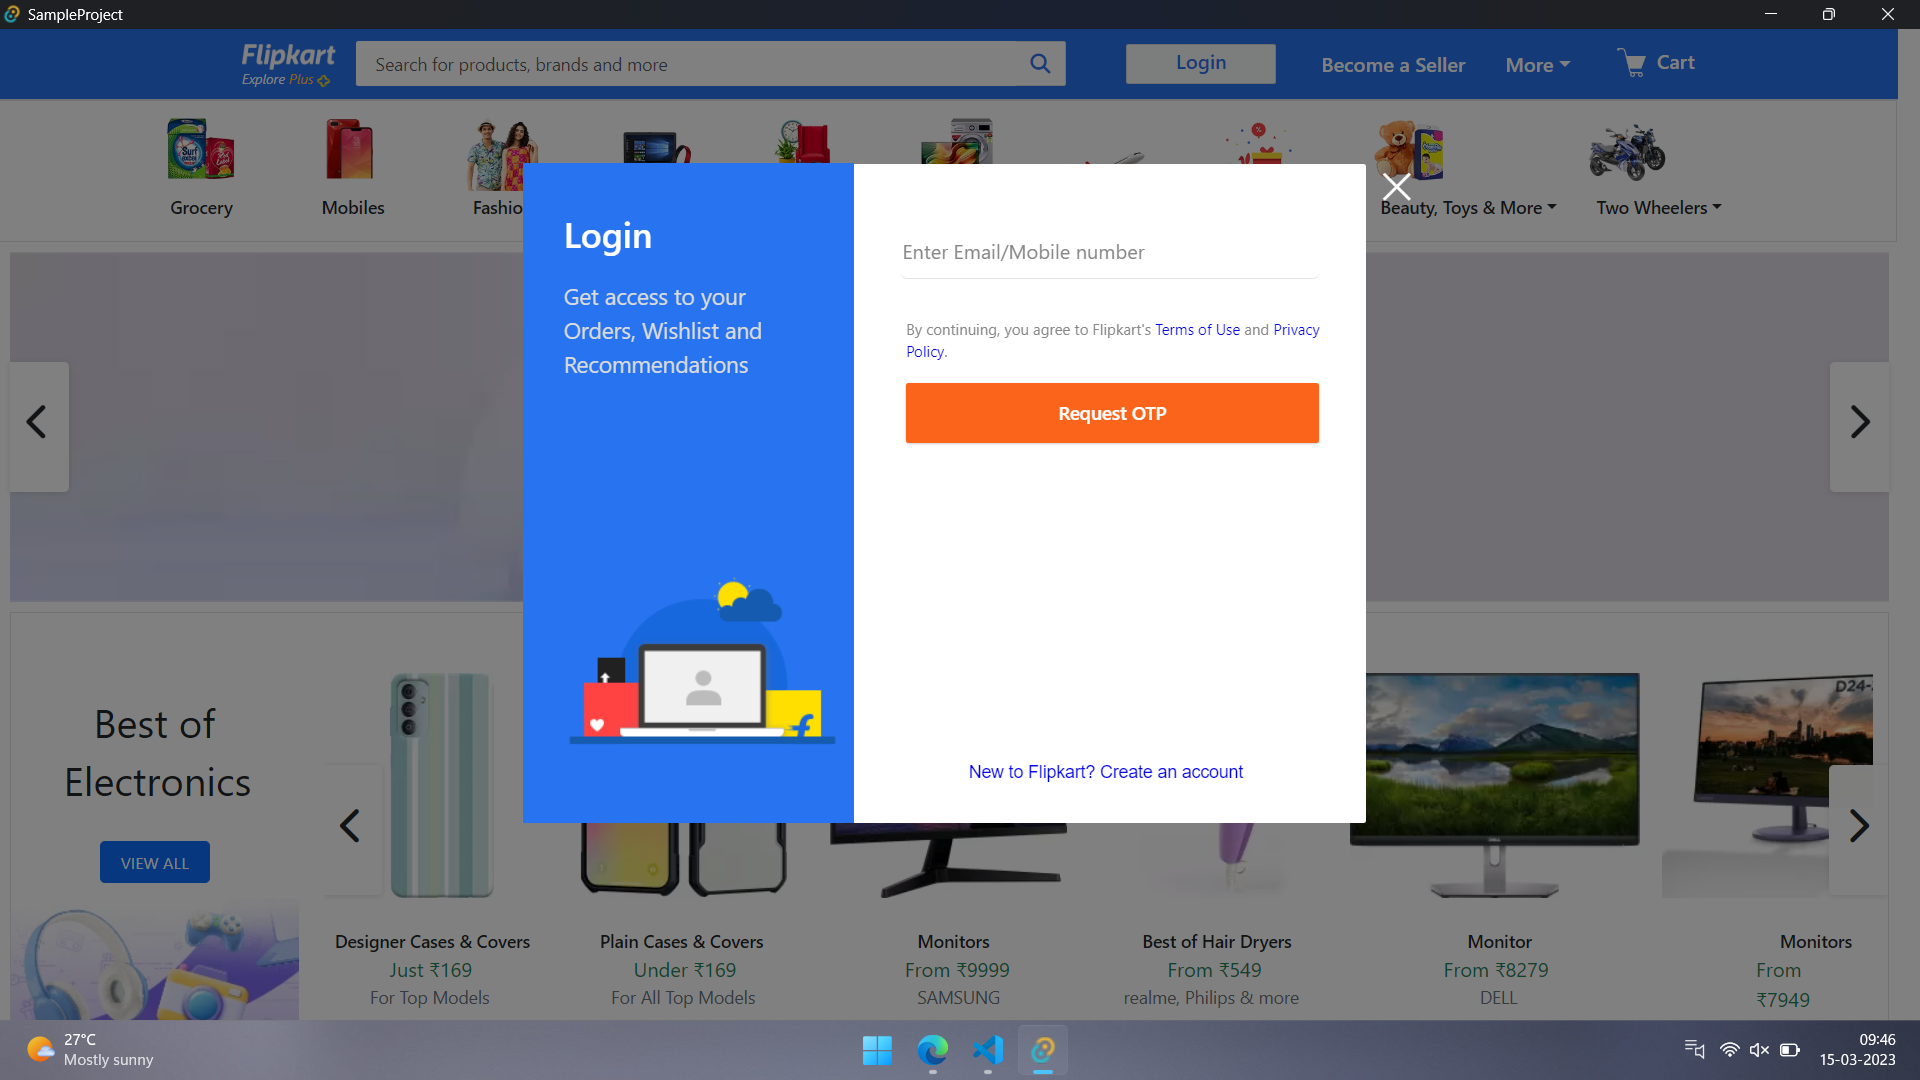 SampleProject
Flipkart
Explore Plus
Search for products, brands and more
Login
Become a Seller
More
Cart
Surf excel
Grocery
Mobiles
Fashio
Beauty, Toys & More
Two Wheelers
Login
Get access to your
Orders, Wishlist and
Recommendations
Enter Email/Mobile number
By continuing, you agree to Flipkart's Terms of Use and Privacy
Policy.
Request OTP
New to Flipkart? Create an account
Best of
Electronics
VIEW ALL
D24-
DELL
Designer Cases & Covers
Just ₹169
For Top Models
Plain Cases & Covers
Under ₹169
For All Top Models
Monitors
From ₹9999
SAMSUNG
Best of Hair Dryers
From ₹549
realme, Philips & more
Monitor
From ₹8279
DELL
Monitors
From
₹7949
27°C
Mostly sunny
09:46
15-03-2023